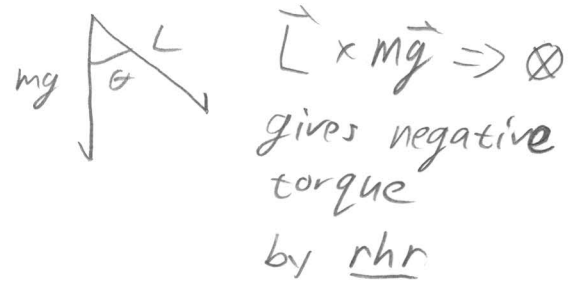 L
mg
θ
L⃗ × mg⃗ ⇒ ⊗
gives negative
torque
by rhr